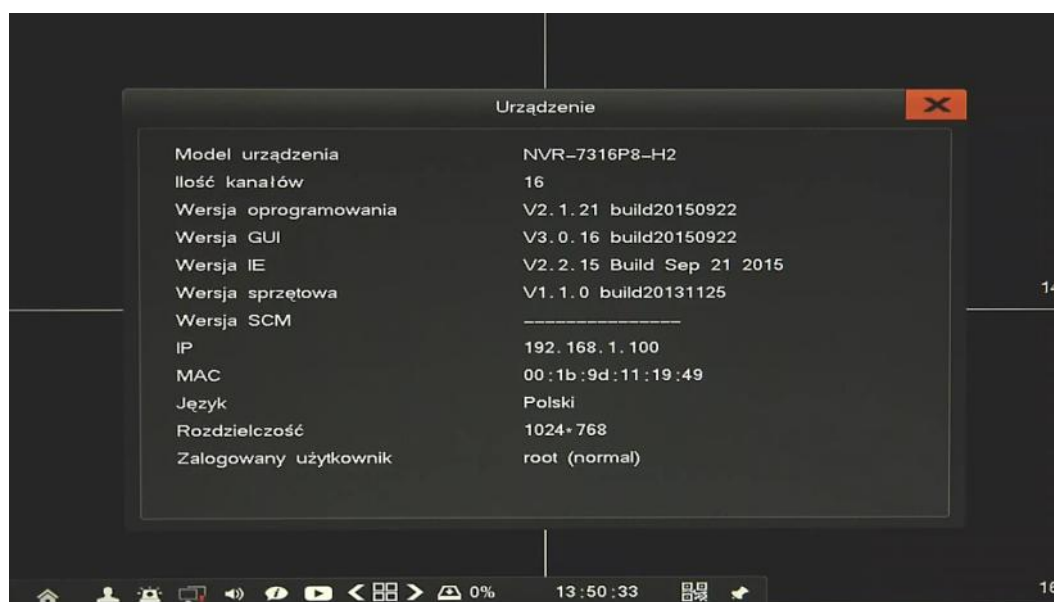 Urządzenie
Model urządzenia NVR-7316P8-H2
Ilość kanałów 16
Wersja oprogramowania V2.1.21 build20150922
Wersja GUI V3.0.16 build20150922
Wersja IE V2.2.15 Build Sep 21 2015
Wersja sprzętowa V1.1.0 build20131125
Wersja SCM ---------------
IP 192.168.1.100
MAC 00:1b:9d:11:19:49
Język Polski
Rozdzielczość 1024*768
Zalogowany użytkownik root (normal)
0% 13:50:33